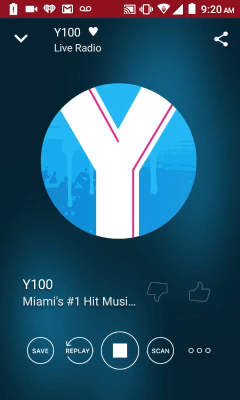 9:20 AM
Y100
Live Radio
Y
Y100
Miami's #1 Hit Musi...
SAVE
REPLAY
SCAN